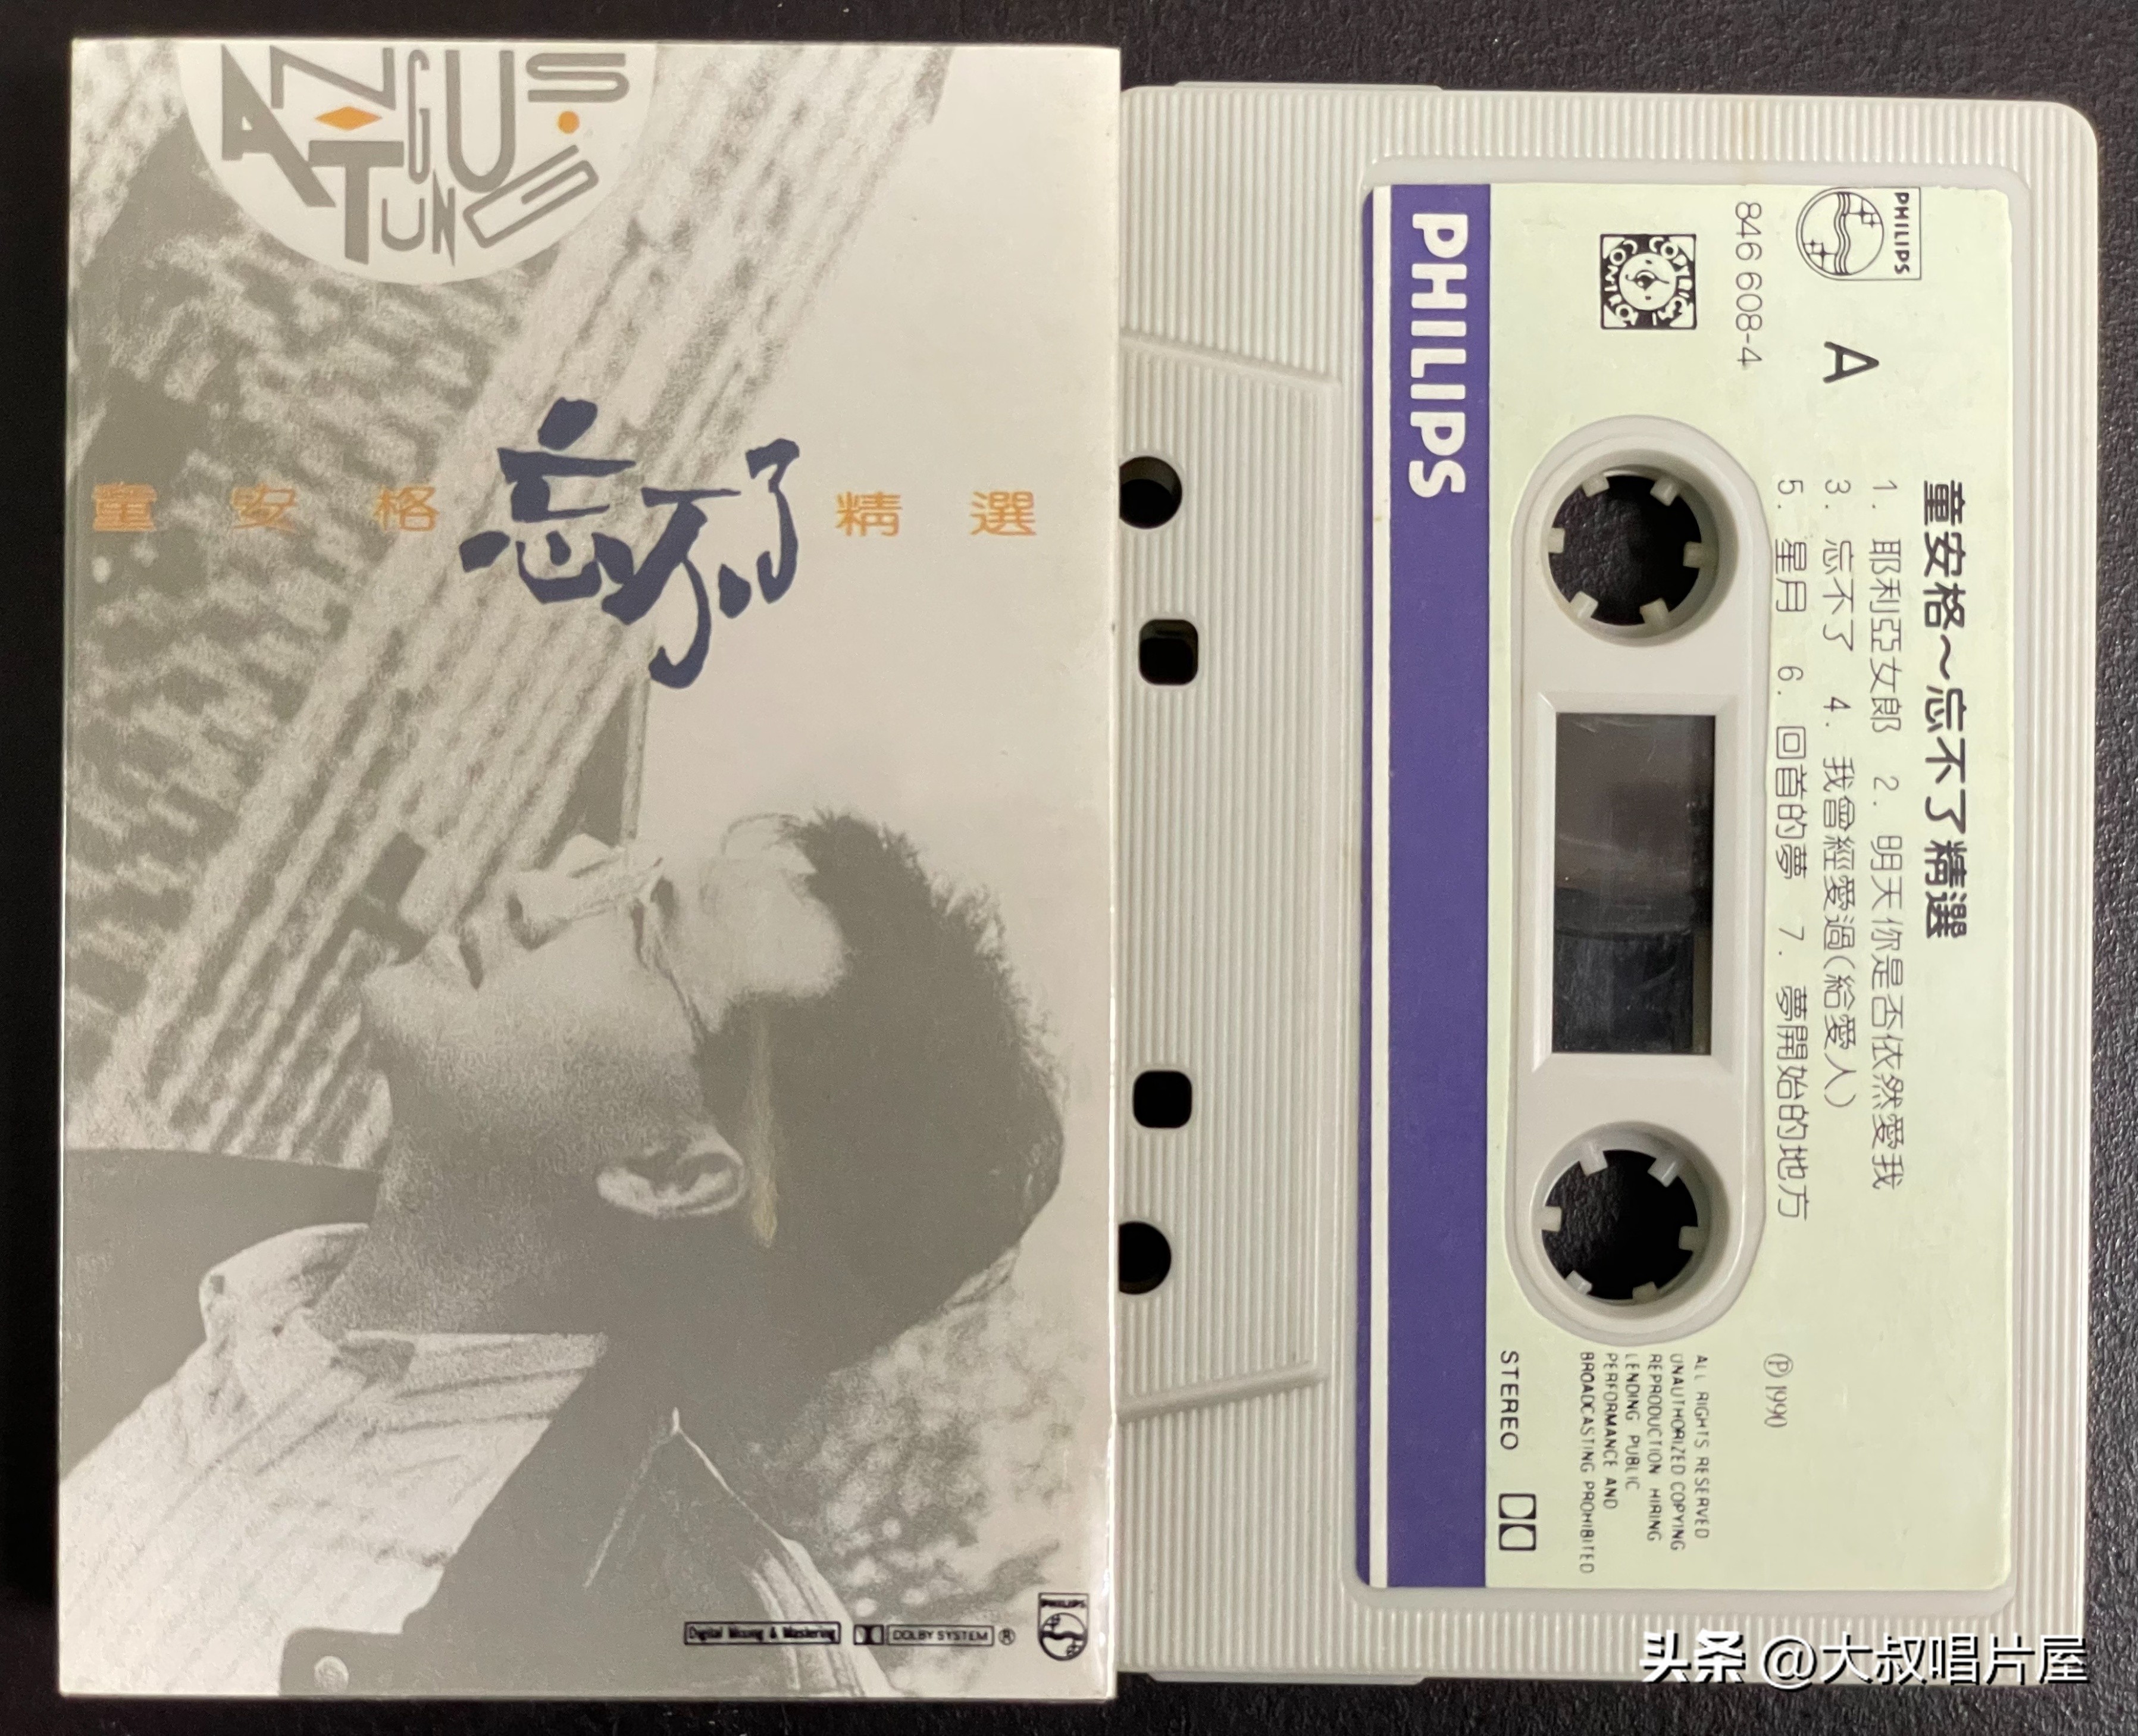 ANGUS
TUNG
童安格 忘不了 精選
Digital Mixing & Mastering
DOLBY SYSTEM ®
PHILIPS
PHILIPS
846 608-4
COPYRIGHT CONTROL
A
童安格~忘不了精選
1. 耶利亞女郎 2. 明天你是否依然愛我
3. 忘不了 4. 我曾經愛過(給愛人)
5. 星月 6. 回首的夢 7. 夢開始的地方
℗1990
ALL RIGHTS RESERVED
UNAUTHORIZED COPYING
REPRODUCTION HIRING
LENDING PUBLIC
PERFORMANCE AND
BROADCASTING PROHIBITED
STEREO
PHILIPS
头条 @大叔唱片屋